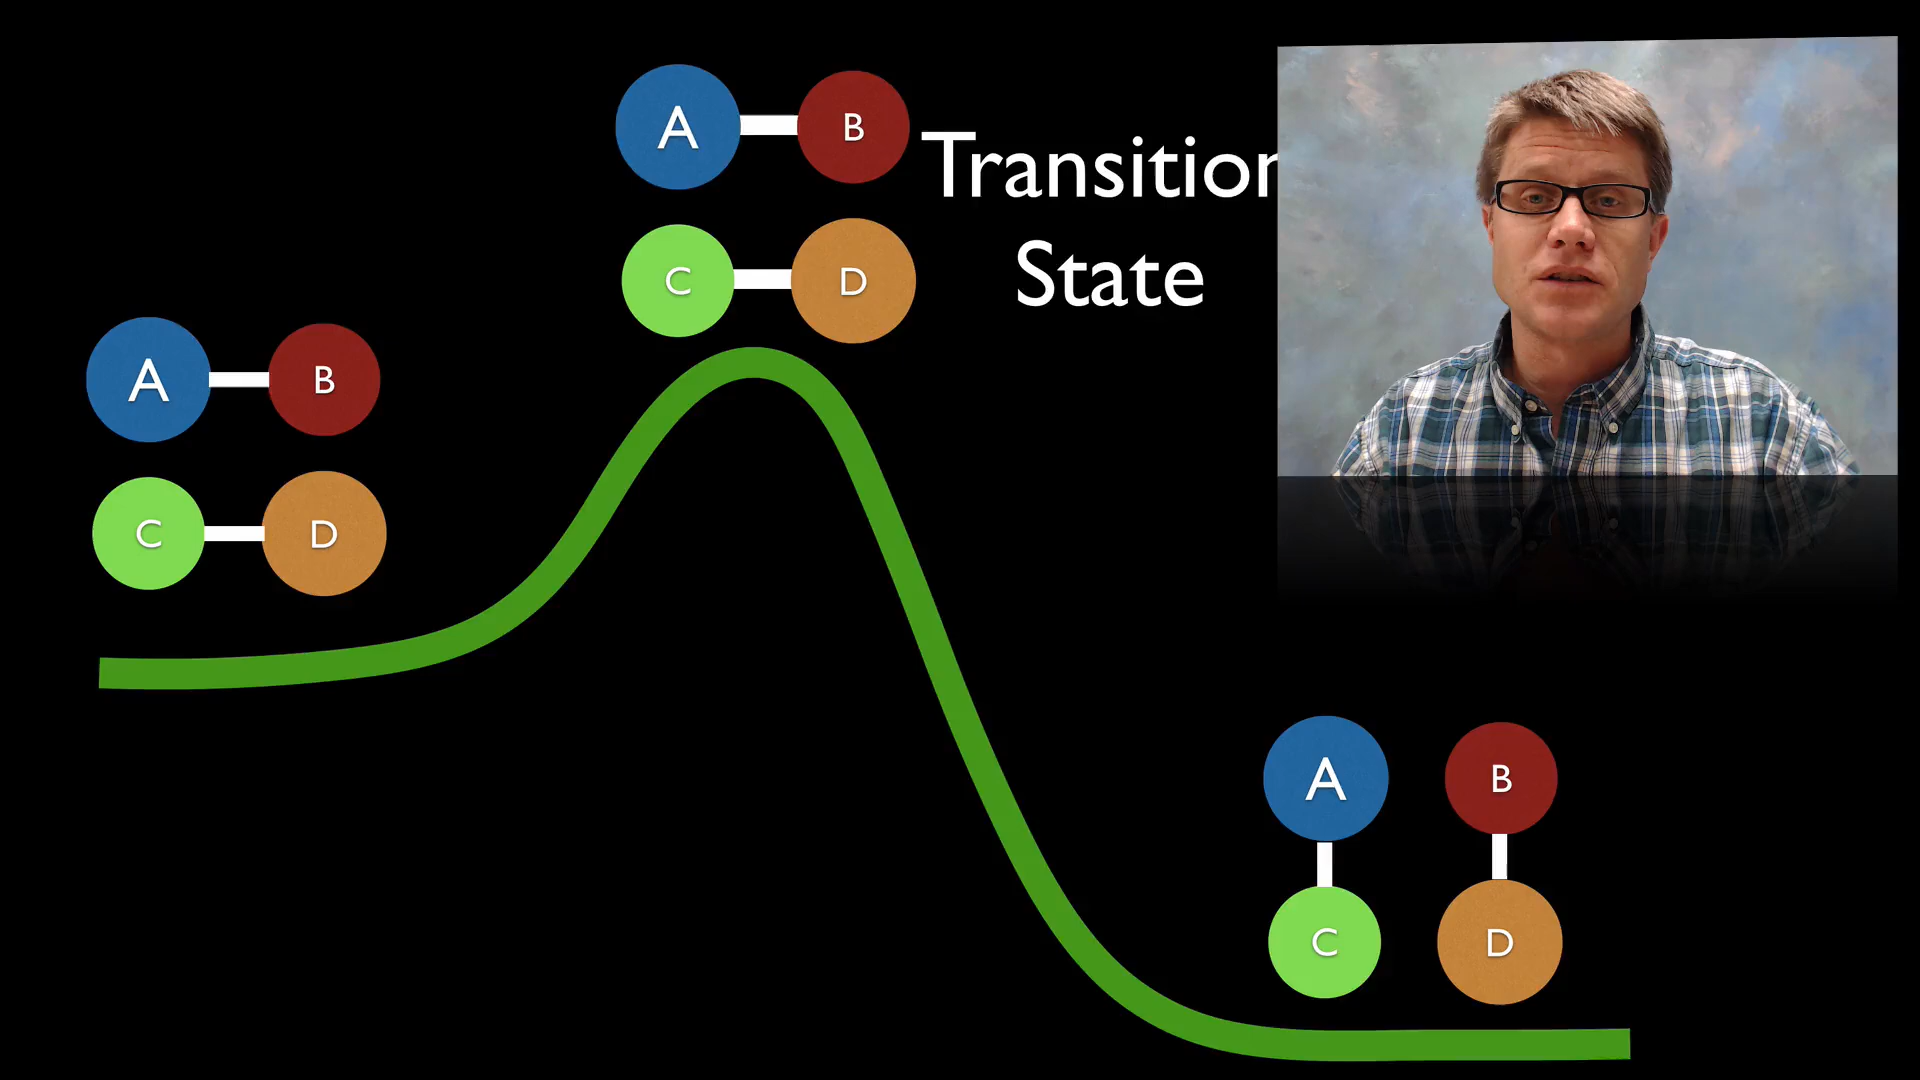 A B
C D
A B
C D
Transition
State
A B
C D